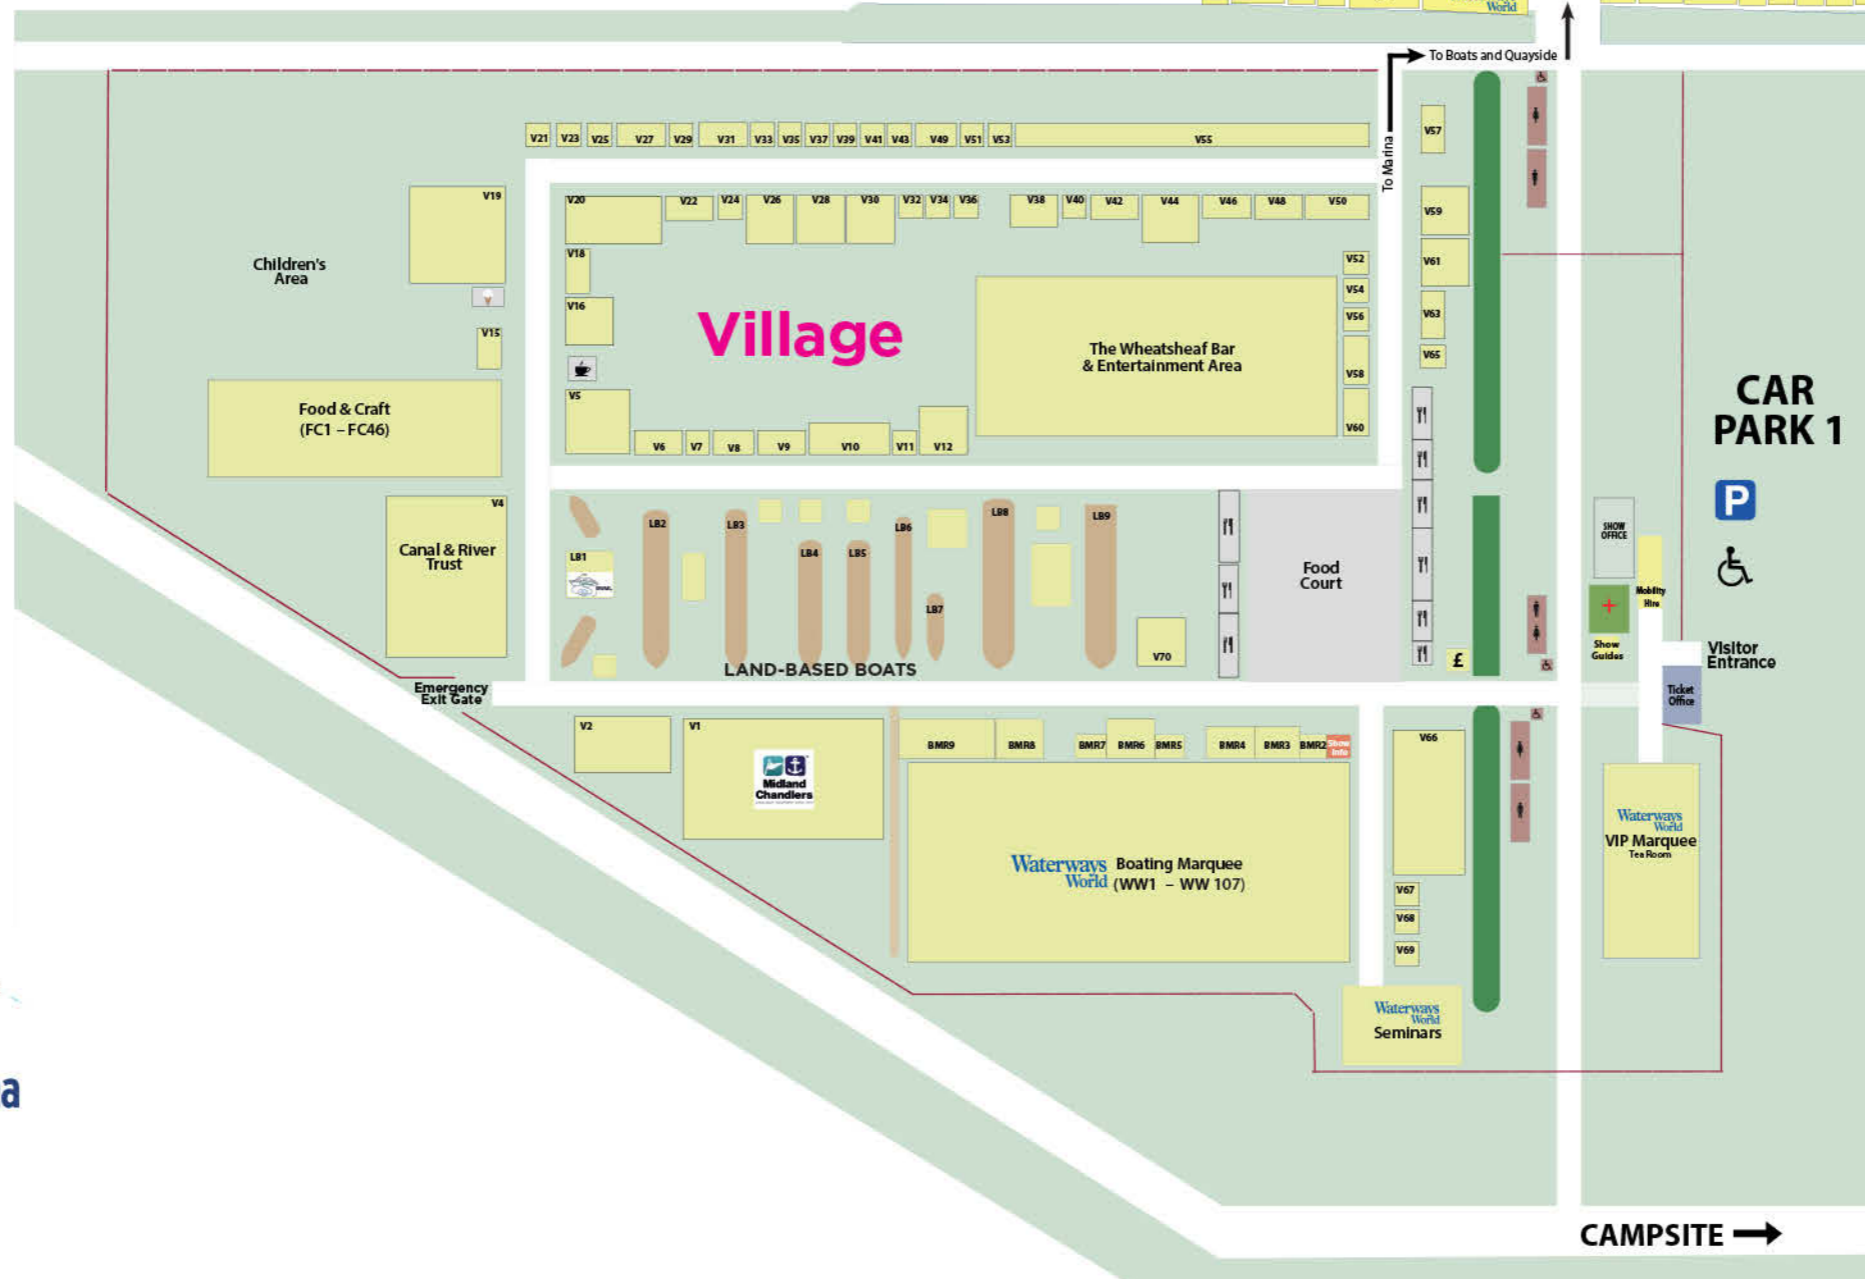 World
To Boats and Quayside
To Marina
V21 V23 V25 V27 V29 V31 V33 V35 V37 V39 V41 V43 V49 V51 V53 V55
V57
V19
V20 V22 V24 V26 V28 V30 V32 V34 V36 V38 V40 V42 V44 V46 V48 V50
V59
Children's
Area
V18
V52
V61
V54
V16
V56
V63
V15
Village
The Wheatsheaf Bar
& Entertainment Area
V65
V58
V5
V60
CAR
PARK 1
Food & Craft
(FC1 – FC46)
V6 V7 V8 V9 V10 V11 V12
P
V4
Canal & River
Trust
LB1
LB2 LB3 LB4 LB5 LB6 LB7 LB8 LB9
Food
Court
SHOW
OFFICE
Mobility
Hire
Show
Guides
V70
£
Visitor
Entrance
LAND-BASED BOATS
Emergency
Exit Gate
Ticket
Office
V2
V1
Midland
Chandlers
BMR9 BMR8 BMR7 BMR6 BMR5 BMR4 BMR3 BMR2
Show
Info
V66
Waterways
World
Boating Marquee
(WW1 – WW 107)
Waterways
World
VIP Marquee
Tea Room
V67
V68
V69
Waterways
World
Seminars
a
CAMPSITE